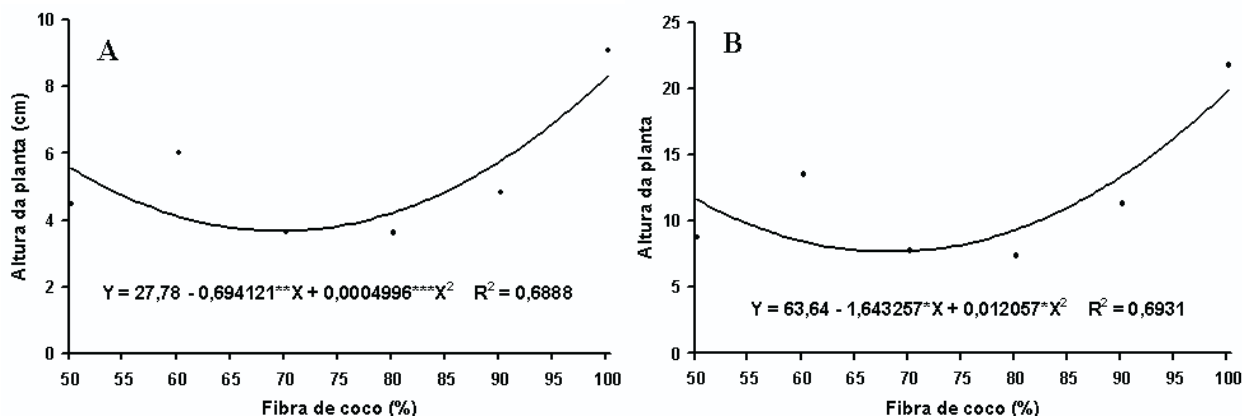 A
Altura da planta (cm)
10
8
6
4
2
0
Y = 27,78 - 0,694121**X + 0,0004996***X² R² = 0,6888
50 55 60 65 70 75 80 85 90 95 100
Fibra de coco (%)
B
Altura da planta
25
20
15
10
5
0
Y = 63,64 - 1,643257*X + 0,012057*X² R² = 0,6931
50 55 60 65 70 75 80 85 90 95 100
Fibra de coco (%)